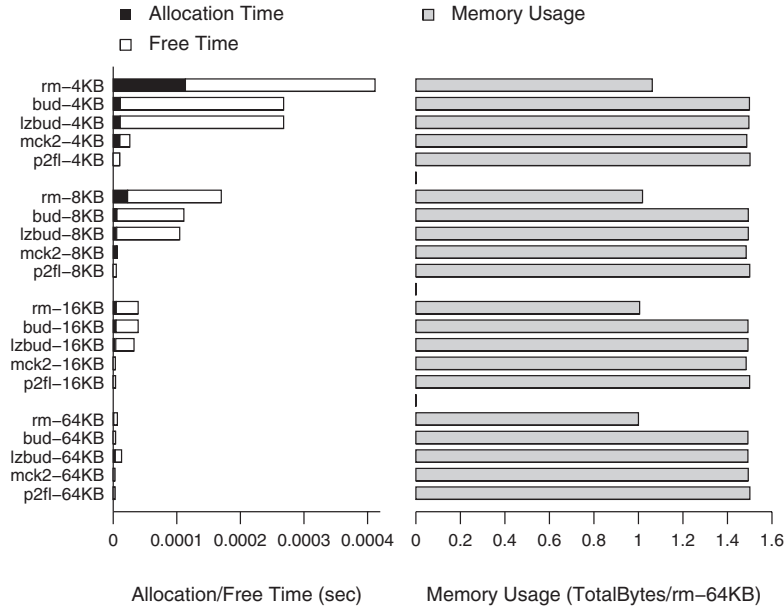 Allocation Time
Memory Usage
Free Time
rm−4KB
bud−4KB
lzbud−4KB
mck2−4KB
p2fl−4KB
rm−8KB
bud−8KB
lzbud−8KB
mck2−8KB
p2fl−8KB
rm−16KB
bud−16KB
lzbud−16KB
mck2−16KB
p2fl−16KB
rm−64KB
bud−64KB
lzbud−64KB
mck2−64KB
p2fl−64KB
0 0.0001 0.0002 0.0003 0.0004
0 0.2 0.4 0.6 0.8 1 1.2 1.4 1.6
Allocation/Free Time (sec)
Memory Usage (TotalBytes/rm−64KB)